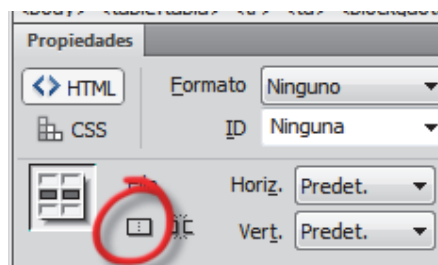 Propiedades
HTML
Formato
Ninguno
CSS
ID
Ninguna
Horiz.
Predet.
Vert.
Predet.